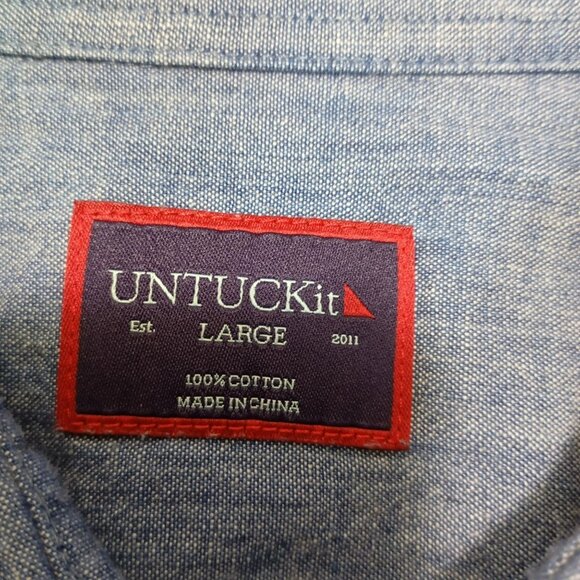 UNTUCKit
Est. LARGE 2011
100% COTTON
MADE IN CHINA